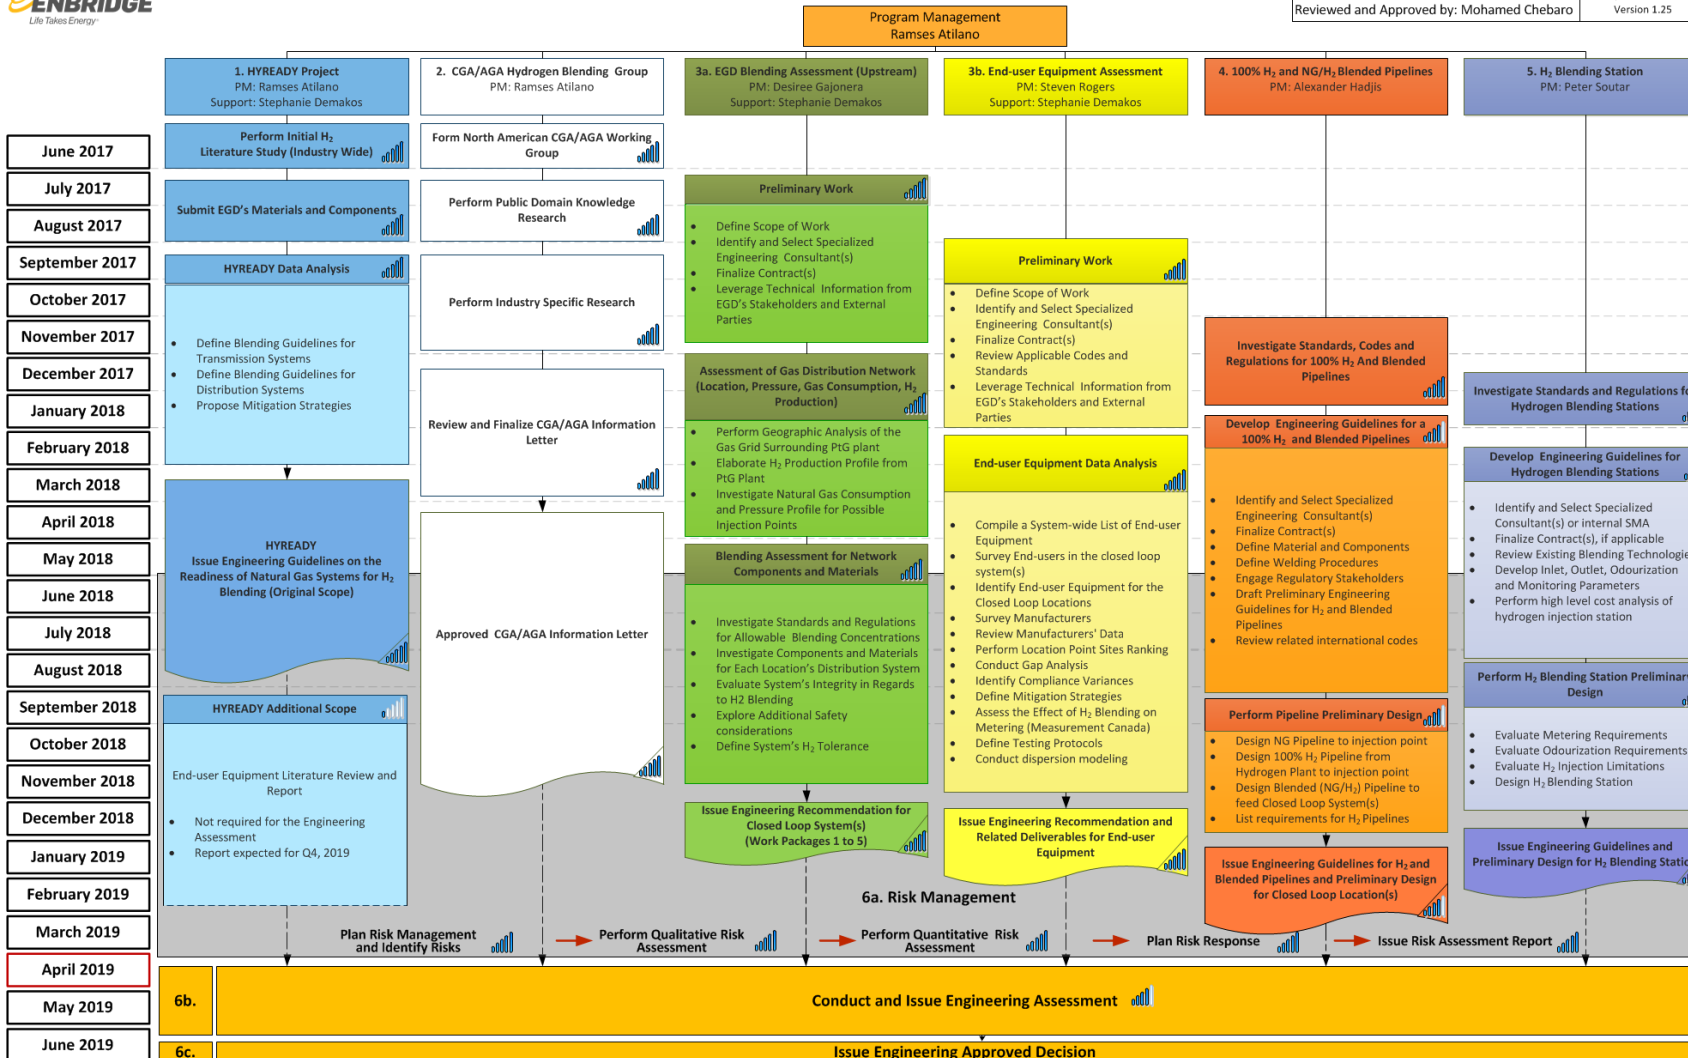 ENBRIDGE
Life Takes Energy
Program Management
Ramses Atilano
Reviewed and Approved by: Mohamed Chebaro
Version 1.25
1. HYREADY Project
PM: Ramses Atilano
Support: Stephanie Demakos
2. CGA/AGA Hydrogen Blending Group
PM: Ramses Atilano
3a. EGD Blending Assessment (Upstream)
PM: Desiree Gajonera
Support: Stephanie Demakos
3b. End-user Equipment Assessment
PM: Steven Rogers
Support: Stephanie Demakos
4. 100% H2 and NG/H2 Blended Pipelines
PM: Alexander Hadjis
5. H2 Blending Station
PM: Peter Soutar
June 2017
July 2017
August 2017
September 2017
October 2017
November 2017
December 2017
January 2018
February 2018
March 2018
April 2018
May 2018
June 2018
July 2018
August 2018
September 2018
October 2018
November 2018
December 2018
January 2019
February 2019
March 2019
April 2019
May 2019
June 2019
Perform Initial H2
Literature Study (Industry Wide)
Submit EGD's Materials and Components
HYREADY Data Analysis
• Define Blending Guidelines for
Transmission Systems
• Define Blending Guidelines for
Distribution Systems
• Propose Mitigation Strategies
HYREADY
Issue Engineering Guidelines on the
Readiness of Natural Gas Systems for H2
Blending (Original Scope)
HYREADY Additional Scope
End-user Equipment Literature Review and
Report
• Not required for the Engineering
Assessment
• Report expected for Q4, 2019
Form North American CGA/AGA Working
Group
Perform Public Domain Knowledge
Research
Perform Industry Specific Research
Review and Finalize CGA/AGA Information
Letter
Approved CGA/AGA Information Letter
Preliminary Work
• Define Scope of Work
• Identify and Select Specialized
Engineering Consultant(s)
• Finalize Contract(s)
• Leverage Technical Information from
EGD's Stakeholders and External
Parties
Assessment of Gas Distribution Network
(Location, Pressure, Gas Consumption, H2
Production)
• Perform Geographic Analysis of the
Gas Grid Surrounding PtG plant
• Elaborate H2 Production Profile from
PtG Plant
• Investigate Natural Gas Consumption
and Pressure Profile for Possible
Injection Points
Blending Assessment for Network
Components and Materials
• Investigate Standards and Regulations
for Allowable Blending Concentrations
• Investigate Components and Materials
for Each Location's Distribution System
• Evaluate System's Integrity in Regards
to H2 Blending
• Explore Additional Safety
considerations
• Define System's H2 Tolerance
Issue Engineering Recommendation for
Closed Loop System(s)
(Work Packages 1 to 5)
Preliminary Work
• Define Scope of Work
• Identify and Select Specialized
Engineering Consultant(s)
• Finalize Contract(s)
• Review Applicable Codes and
Standards
• Leverage Technical Information from
EGD's Stakeholders and External
Parties
End-user Equipment Data Analysis
• Compile a System-wide List of End-user
Equipment
• Survey End-users in the closed loop
system(s)
• Identify End-user Equipment for the
Closed Loop Locations
• Survey Manufacturers
• Review Manufacturers' Data
• Perform Location Point Sites Ranking
• Conduct Gap Analysis
• Identify Compliance Variances
• Define Mitigation Strategies
• Assess the Effect of H2 Blending on
Metering (Measurement Canada)
• Define Testing Protocols
• Conduct dispersion modeling
Issue Engineering Recommendation and
Related Deliverables for End-user
Equipment
Investigate Standards, Codes and
Regulations for 100% H2 And Blended
Pipelines
Develop Engineering Guidelines for a
100% H2 and Blended Pipelines
• Identify and Select Specialized
Engineering Consultant(s)
• Finalize Contract(s)
• Define Material and Components
• Define Welding Procedures
• Engage Regulatory Stakeholders
• Draft Preliminary Engineering
Guidelines for H2 and Blended
Pipelines
• Review related international codes
Perform Pipeline Preliminary Design
• Design NG Pipeline to injection point
• Design 100% H2 Pipeline from
Hydrogen Plant to injection point
• Design Blended (NG/H2) Pipeline to
feed Closed Loop System(s)
• List requirements for H2 Pipelines
Issue Engineering Guidelines for H2 and
Blended Pipelines and Preliminary Design
for Closed Loop Location(s)
Investigate Standards and Regulations
Hydrogen Blending Stations
Develop Engineering Guidelines for
Hydrogen Blending Stations
• Identify and Select Specialized
Consultant(s) or internal SMA
• Finalize Contract(s), if applicable
• Review Existing Blending Technologie
• Develop Inlet, Outlet, Odourization
and Monitoring Parameters
• Perform high level cost analysis of
hydrogen injection station
Perform H2 Blending Station Preliminary
Design
• Evaluate Metering Requirements
• Evaluate Odourization Requirements
• Evaluate H2 Injection Limitations
• Design H2 Blending Station
Issue Engineering Guidelines and
Preliminary Design for H2 Blending
6a. Risk Management
Plan Risk Management
and Identify Risks
Perform Qualitative Risk
Assessment
Perform Quantitative Risk
Assessment
Plan Risk Response
Issue Risk Assessment Report
6b.
Conduct and Issue Engineering Assessment
6c.
Issue Engineering Approved Decision